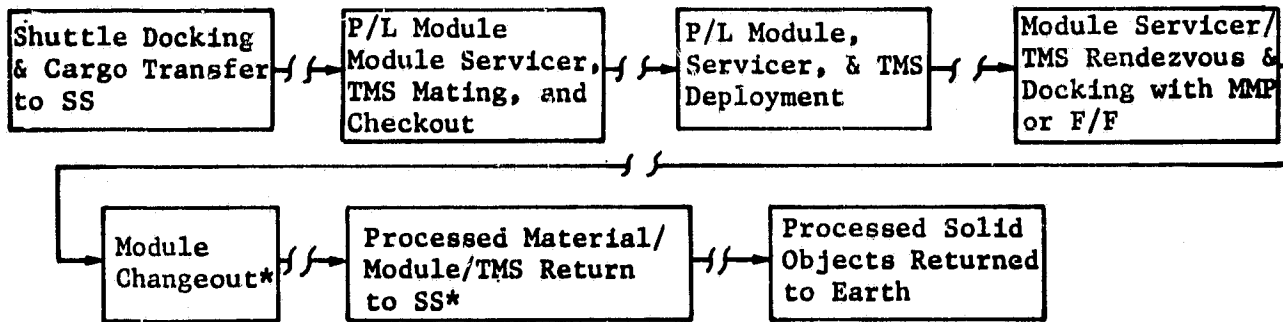 Shuttle Docking
& Cargo Transfer
to SS
P/L Module
Module Servicer,
TMS Mating, and
Checkout
P/L Module,
Servicer, & TMS
Deployment
Module Servicer/
TMS Rendezvous &
Docking with MMP
or F/F
Module
Changeout*
Processed Material/
Module/TMS Return
to SS*
Processed Solid
Objects Returned
to Earth